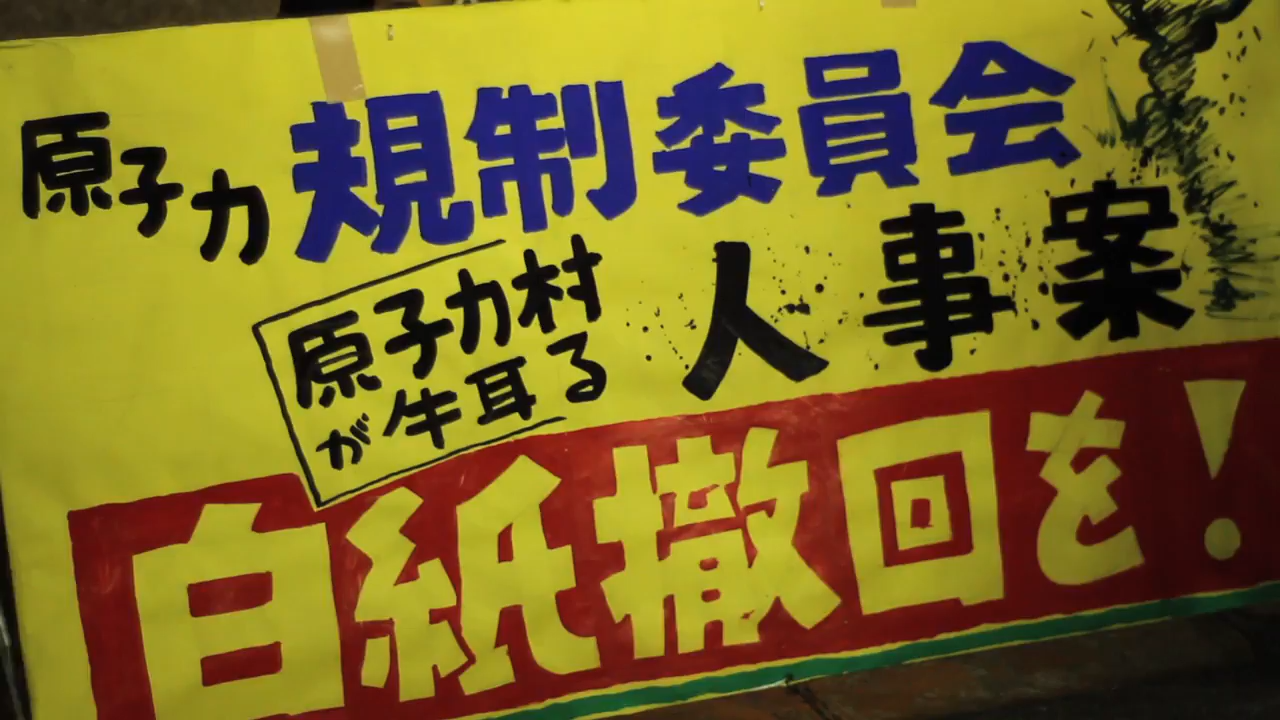 原子力規制委員会
原子力村
が牛耳る
人事案
白紙撤回を!